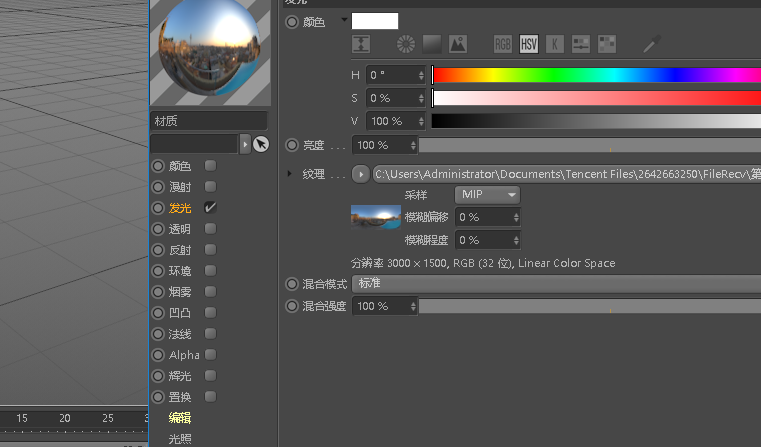 发光
颜色
RGB HSV K
H 0 °
S 0 %
V 100 %
亮度 . . . 100 %
纹理 . . . C:\Users\Administrator\Documents\Tencent Files\2642663250\FileRecv\第
采样 MIP
模糊偏移 0 %
模糊程度 0 %
分辨率 3000 × 1500, RGB (32 位), Linear Color Space
混合模式 标准
混合强度 100 %
材质
颜色
漫射
发光
透明
反射
环境
烟雾
凹凸
法线
Alpha
辉光
置换
编辑
光照
15 20 25